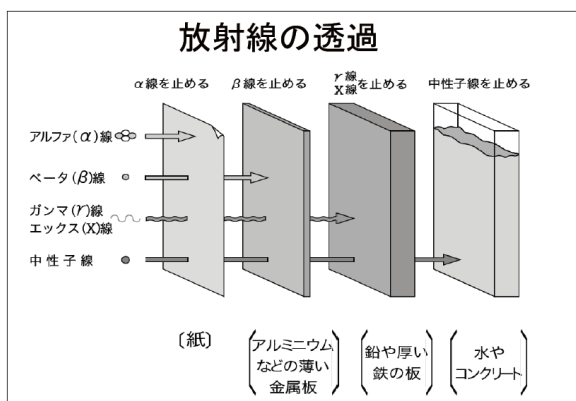 放射線の透過
α線を止める
β線を止める
γ線
X線
を止める
中性子線を止める
アルファ(α)線
ベータ(β)線
ガンマ(γ)線
エックス(X)線
中性子線
〔紙〕
アルミニウム
などの薄い
金属板
鉛や厚い
鉄の板
水や
コンクリート